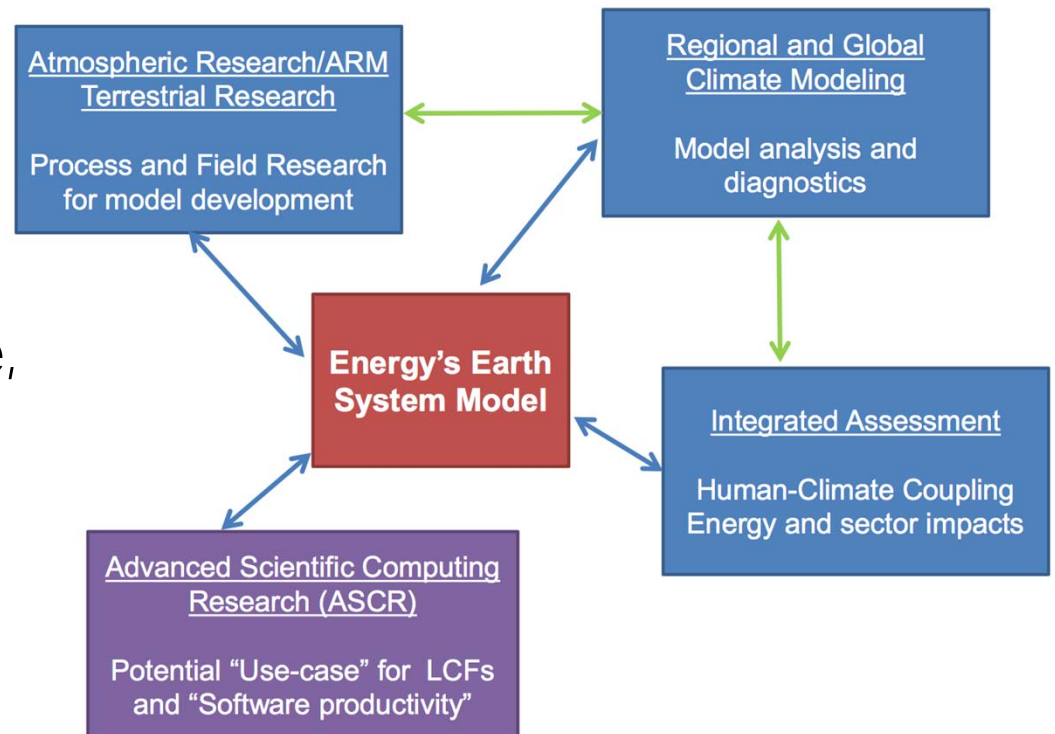 Atmospheric Research/ARM
Terrestrial Research
Process and Field Research
for model development
Regional and Global
Climate Modeling
Model analysis and
diagnostics
Energy’s Earth
System Model
Integrated Assessment
Human-Climate Coupling
Energy and sector impacts
Advanced Scientific Computing
Research (ASCR)
Potential “Use-case” for LCFs
and “Software productivity”